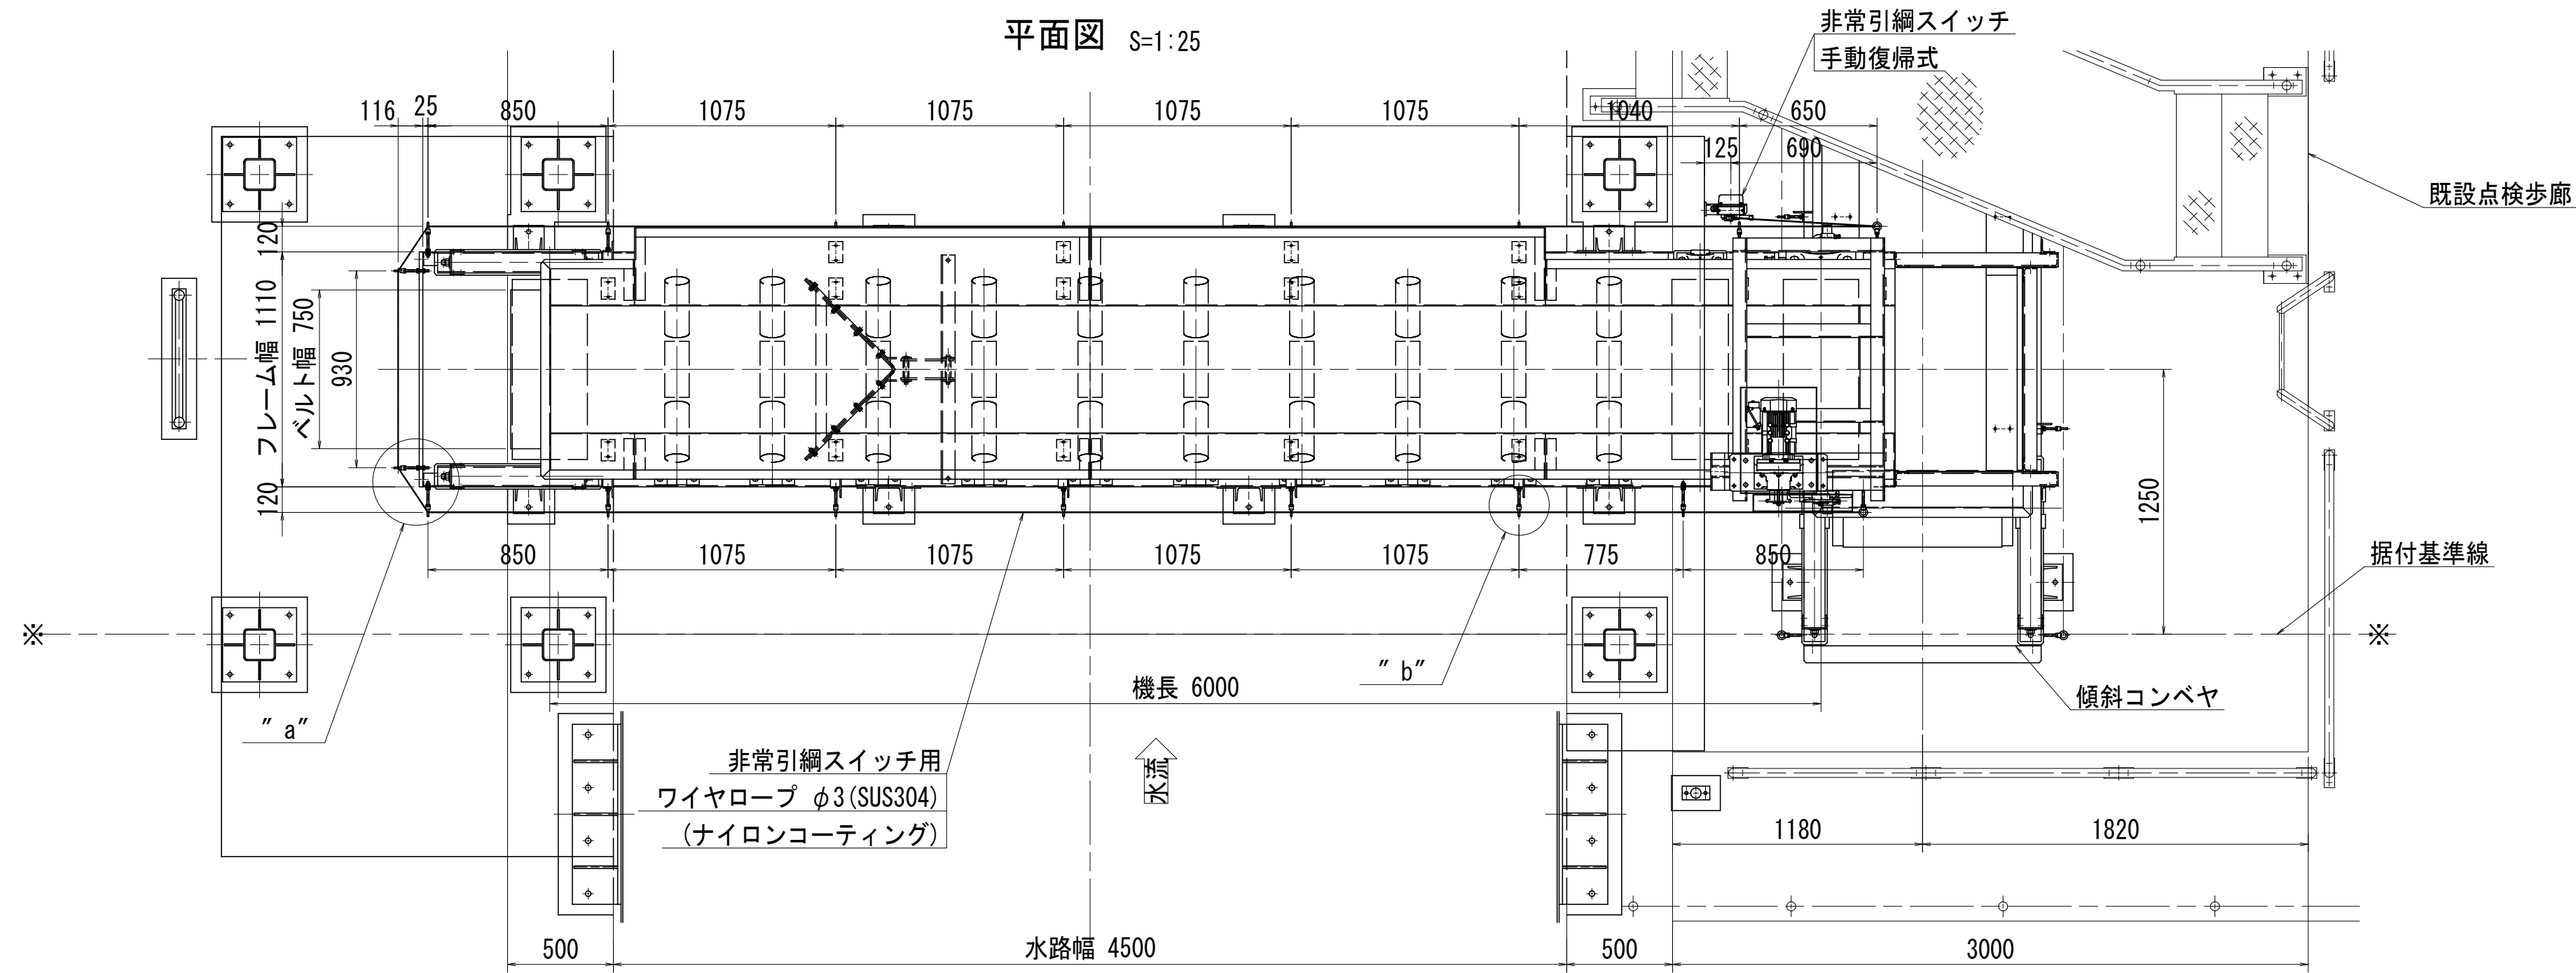 平面図 S=1:25
非常引綱スイッチ
手動復帰式
116 25 850 1075 1075 1075 1075 1040 650
125 690
既設点検歩廊
120
フレーム幅 1110
ベルト幅 750
930
120
1250
据付基準線
850 1075 1075 1075 1075 775 850
※ ※
"a"
"b"
機長 6000
傾斜コンベヤ
非常引綱スイッチ用
ワイヤロープ φ3(SUS304)
(ナイロンコーティング)
水流
1180 1820
500 水路幅 4500 500 3000